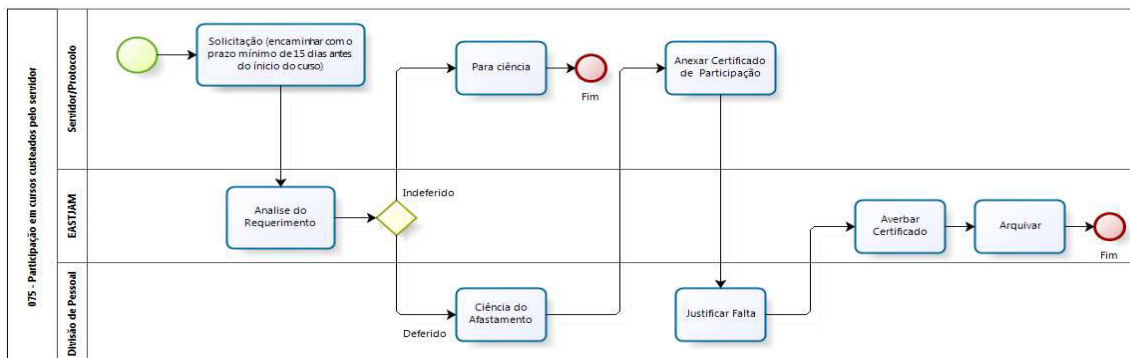 075 - Participação em cursos custeados pelo servidor
Servidor/Protocolo
Solicitação (encaminhar com o
prazo mínimo de 15 dias antes
do ínicio do curso)
Para ciência
Fim
Anexar Certificado
de Participação
EASTJAM
Analise do
Requerimento
Indeferido
Averbar
Certificado
Arquivar
Fim
Divisão de Pessoal
Deferido
Ciência do
Afastamento
Justificar Falta